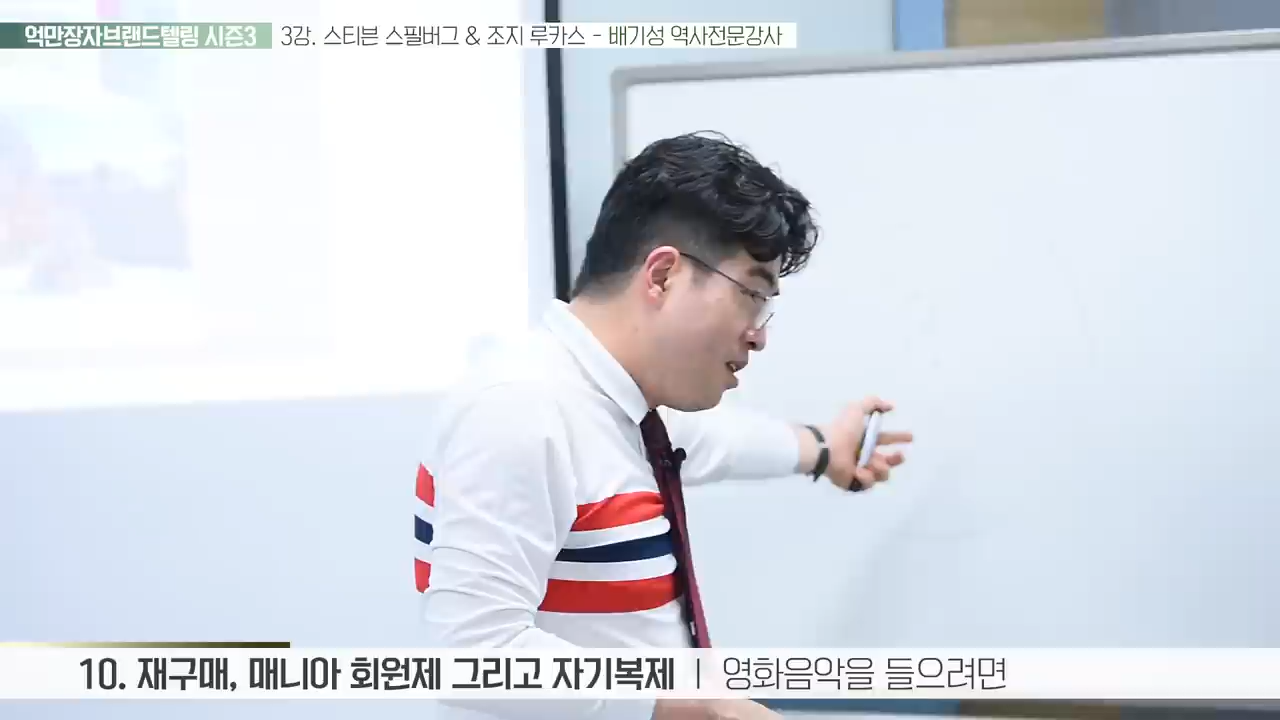 억만장자브랜드텔링 시즌3 3강. 스티븐 스필버그 & 조지 루카스 - 배기성 역사전문강사
10. 재구매, 매니아 회원제 그리고 자기복제 | 영화음악을 들으려면